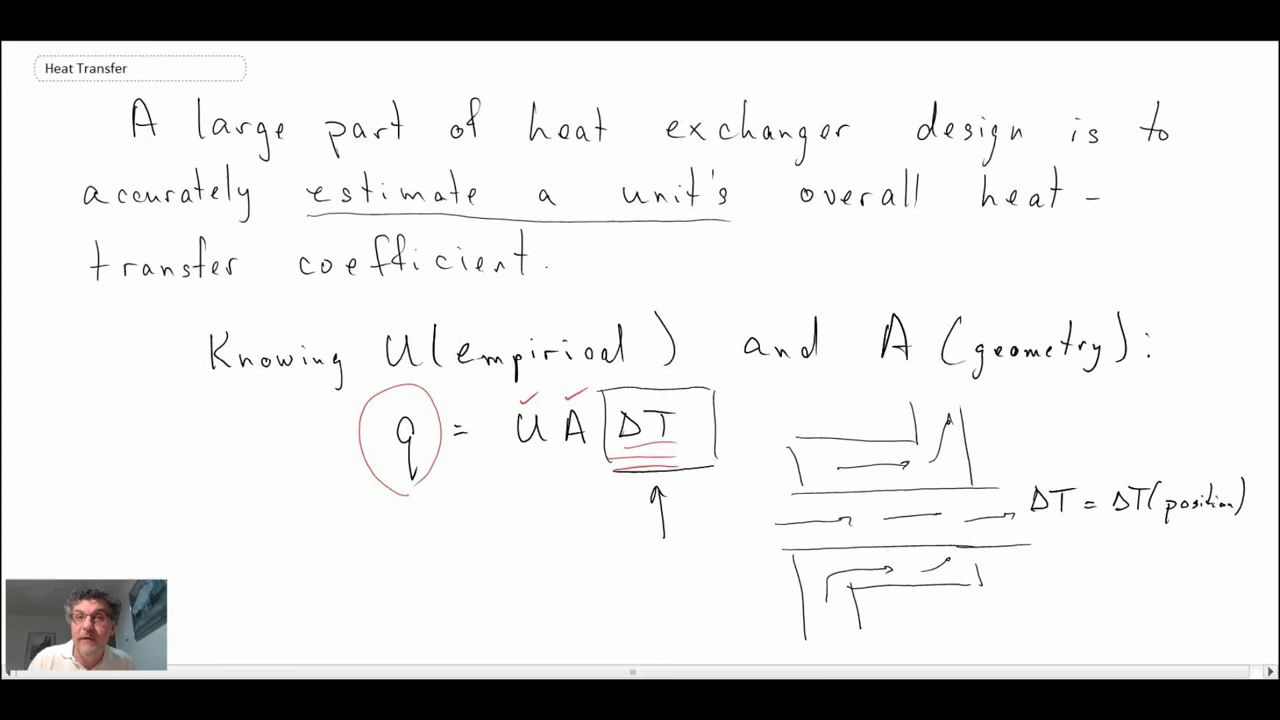 Heat Transfer
A large part of heat exchanger design is to
accurately estimate a unit's overall heat-
transfer coefficient.
Knowing U(empirical) and A (geometry):
q = U A ΔT
ΔT = ΔT(position)